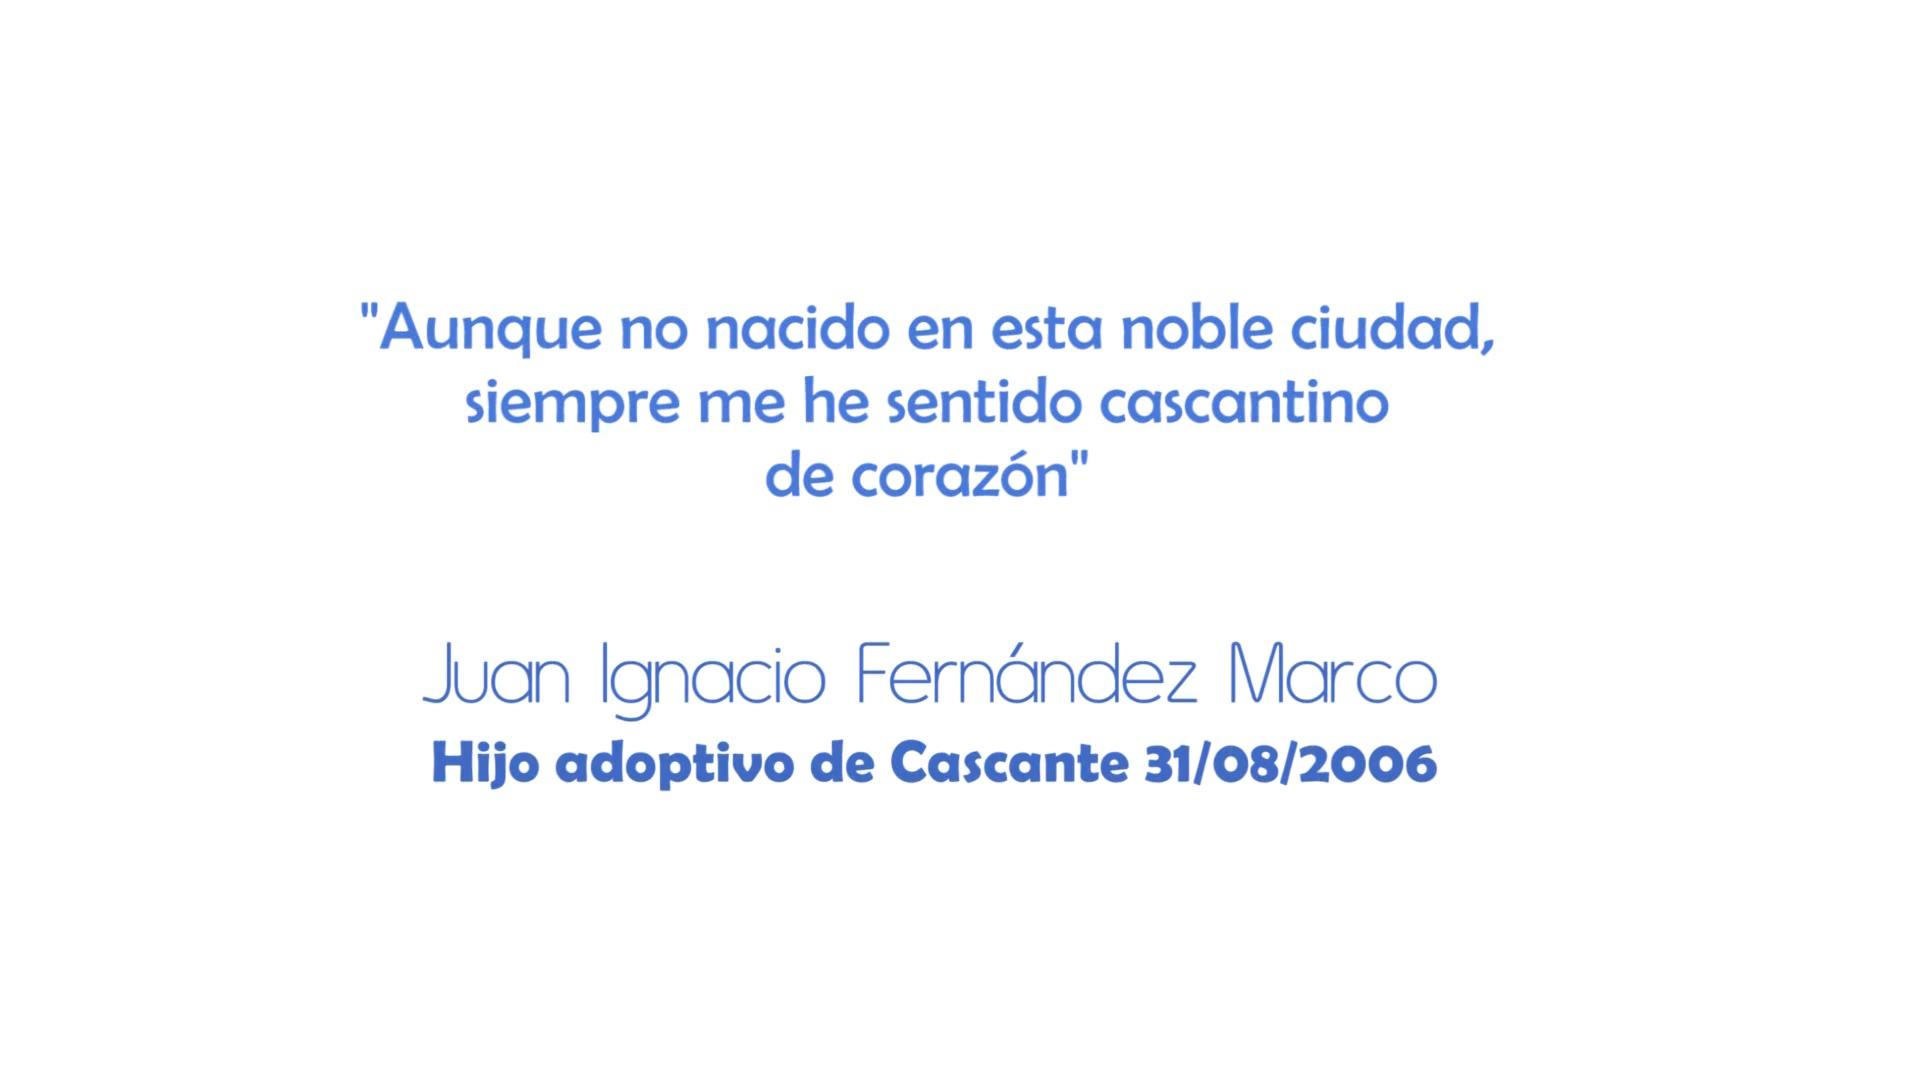 "Aunque no nacido en esta noble ciudad,
siempre me he sentido cascantino
de corazón"
Juan Ignacio Fernández Marco
Hijo adoptivo de Cascante 31/08/2006